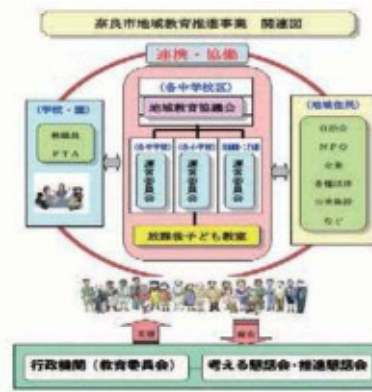 奈良市地域教育推進事業 関連図
連携・協働
(各中学校区)
地域教育協議会
(学校・園)
教職員
PTA
(各中学校)
運営委員会
(各小学校)
運営委員会
運営委員会
放課後子ども教室
(地域住民)
自治会
NPO
企業
各種団体
公共施設
など
支援
行政機関(教育委員会)
考える懇話会・推進懇話会